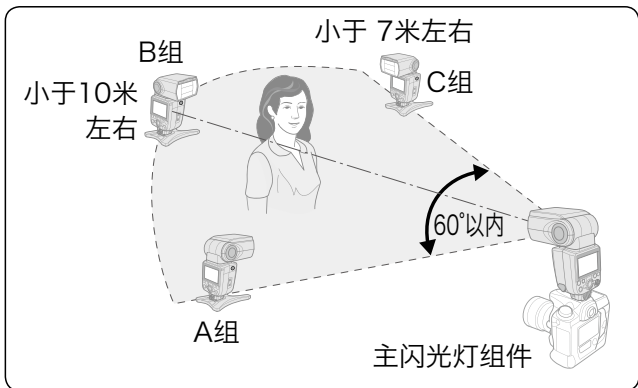 小于 7米左右
B组
C组
小于10米
左右
60°以内
A组
主闪光灯组件